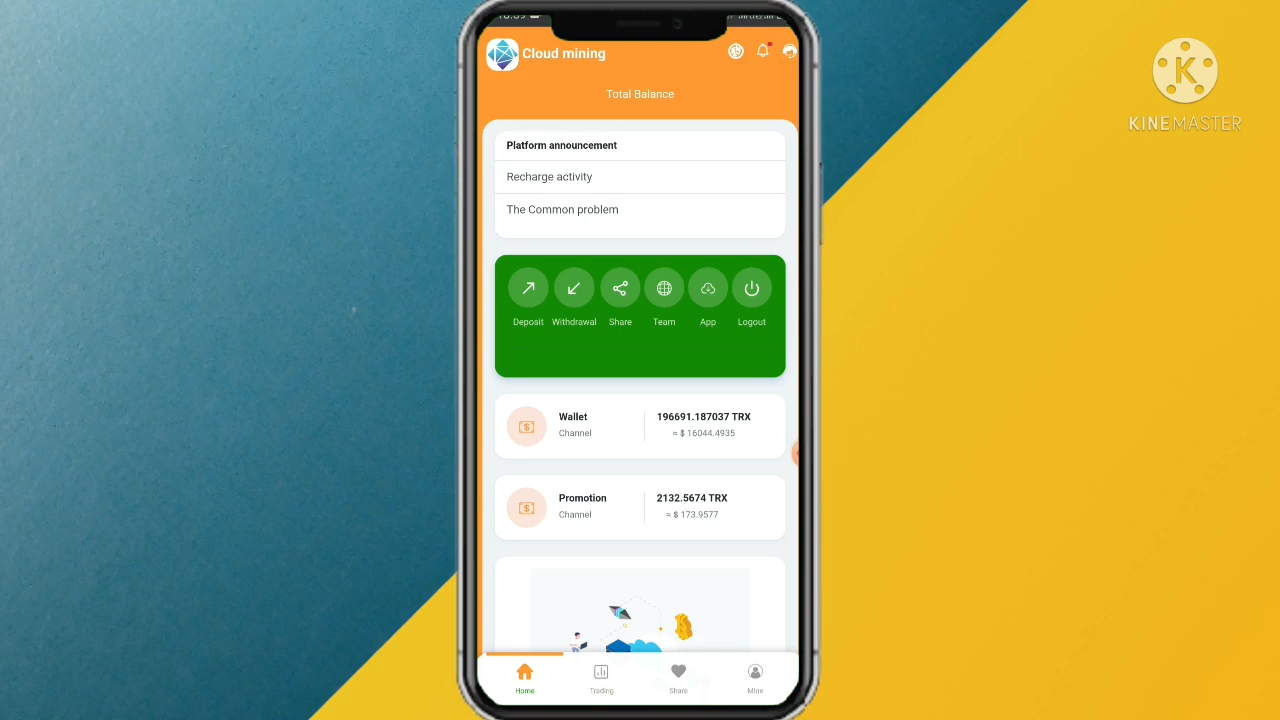 Cloud mining
Total Balance
Platform announcement
Recharge activity
The Common problem
Deposit Withdrawal Share Team App Logout
Wallet 196691.187037 TRX
Channel ≈ $ 16044.4935
Promotion 2132.5674 TRX
Channel ≈ $ 173.9577
Home Trading Share Mine
K
KINEMASTER